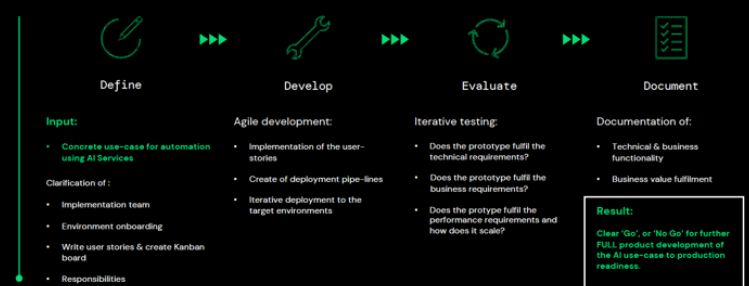 Define
Develop
Evaluate
Document
Input:
• Concrete use-case for automation
using AI Services
Clarification of :
• Implementation team
• Environment onboarding
• Write user stories & create Kanban
board
• Responsibilities
Agile development:
• Implementation of the user-
stories
• Create of deployment pipe-lines
• Iterative deployment to the
target environments
Iterative testing:
• Does the prototype fulfil the
technical requirements?
• Does the prototype fulfil the
business requirements?
• Does the protype fulfil the
performance requirements and
how does it scale?
Documentation of:
• Technical & business
functionality
• Business value fulfilment
Result:
Clear ‘Go’, or ‘No Go’ for further
FULL product development of
the AI use-case to production
readiness.